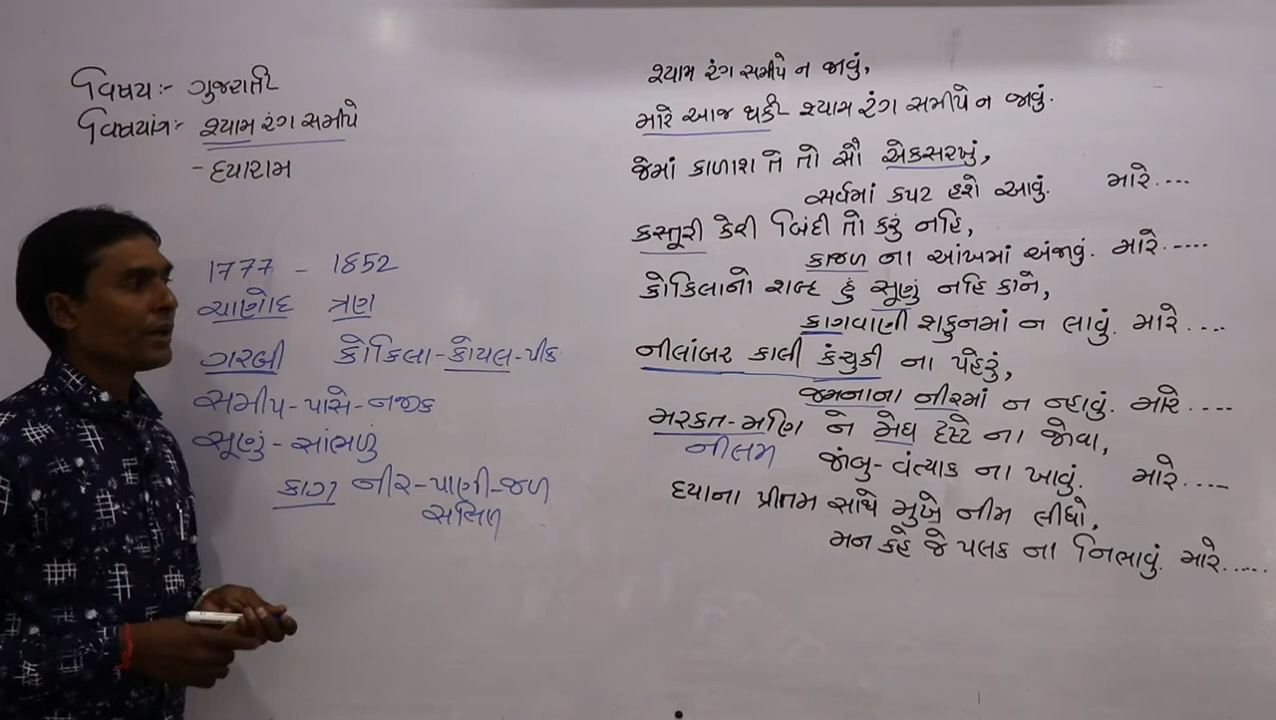 વિષય:- ગુજરાતી
વિષયાંગ:- શ્યામ રંગ સમીપે
- દયારામ
1777 - 1852
ચાણોદ ત્રણ
ગરબી કોકિલા-કોયલ-પીક
સમીપ-પાસે-નજીક
સૂણું - સાંભળું
કાગ નીર-પાણી-જળ
સલિલ
શ્યામ રંગ સમીપે ન જાવું,
મારે આજ થકી શ્યામ રંગ સમીપે ન જાવું.
જેમાં કાળાશ તે તો સૌ એકસરખું,
સર્વમાં કપટ હશે આવું. મારે....
કસ્તૂરી કેરી બિંદી તો કરું નહિ,
કાજળ ના આંખમાં અંજાવું. મારે.....
કોકિલાનો શબ્દ હું સૂણું નહિ કાને,
કાગવાણી શકુનમાં ન લાવું. મારે....
નીલાંબર કાલી કંચુકી ના પહેરું,
જમનાના નીરમાં ન ન્હાવું. મારે....
મરકત-મણિ ને મેઘ દૃષ્ટે ના જોવા,
નીલમ
જાંબુ-વંત્યાક ના ખાવું. મારે....
દયાના પ્રીતમ સાથે મુખે નીમ લીધો,
મન કહે જે પલક ના નિભાવું. મારે.....